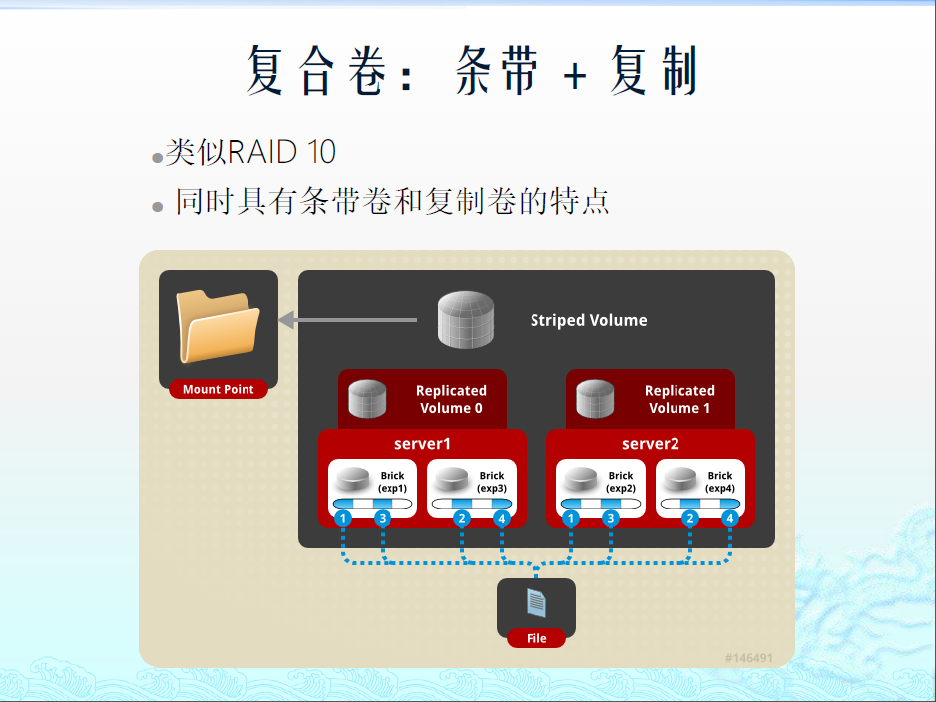 复合卷：条带 + 复制
类似RAID 10
同时具有条带卷和复制卷的特点
Striped Volume
Mount Point
Replicated
Volume 0
Replicated
Volume 1
server1
server2
Brick
(exp1)
Brick
(exp3)
Brick
(exp2)
Brick
(exp4)
1 3 2 4 1 3 2 4
File
#146491